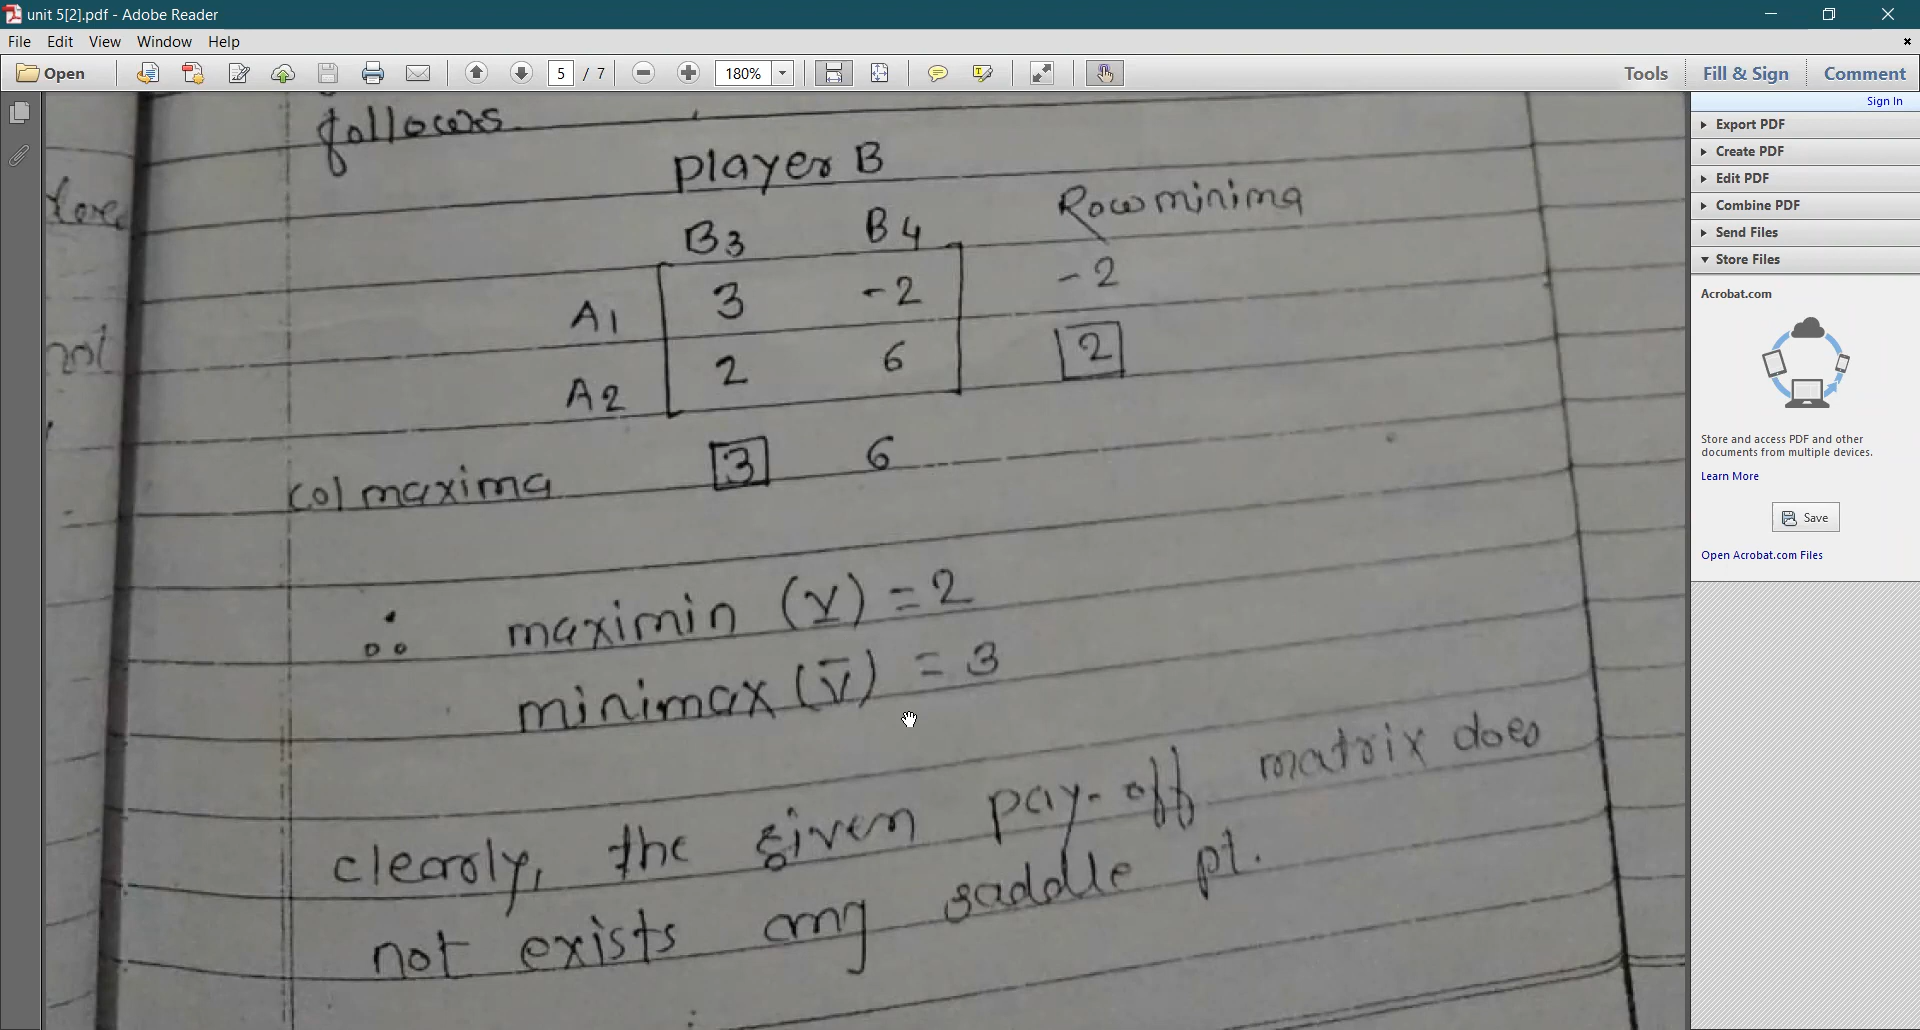 unit 5[2].pdf - Adobe Reader
File Edit View Window Help
Open 5 / 7 180% Tools Fill & Sign Comment
Sign In
Export PDF
Create PDF
Edit PDF
Combine PDF
Send Files
Store Files
Acrobat.com
Store and access PDF and other
documents from multiple devices.
Learn More
Save
Open Acrobat.com Files
follows
player B
B3 B4 Row minima
A1 3 -2 -2
A2 2 6 2
col maxima 3 6
∴ maximin (v̲) = 2
minimax (v̅) = 3
clearly, the given pay-off matrix does
not exists any saddle pt.